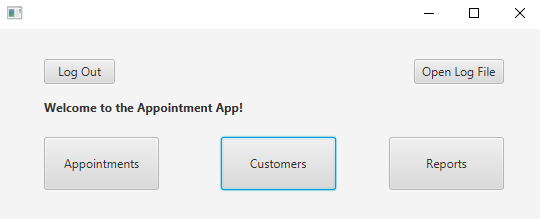 Log Out
Open Log File
Welcome to the Appointment App!
Appointments
Customers
Reports